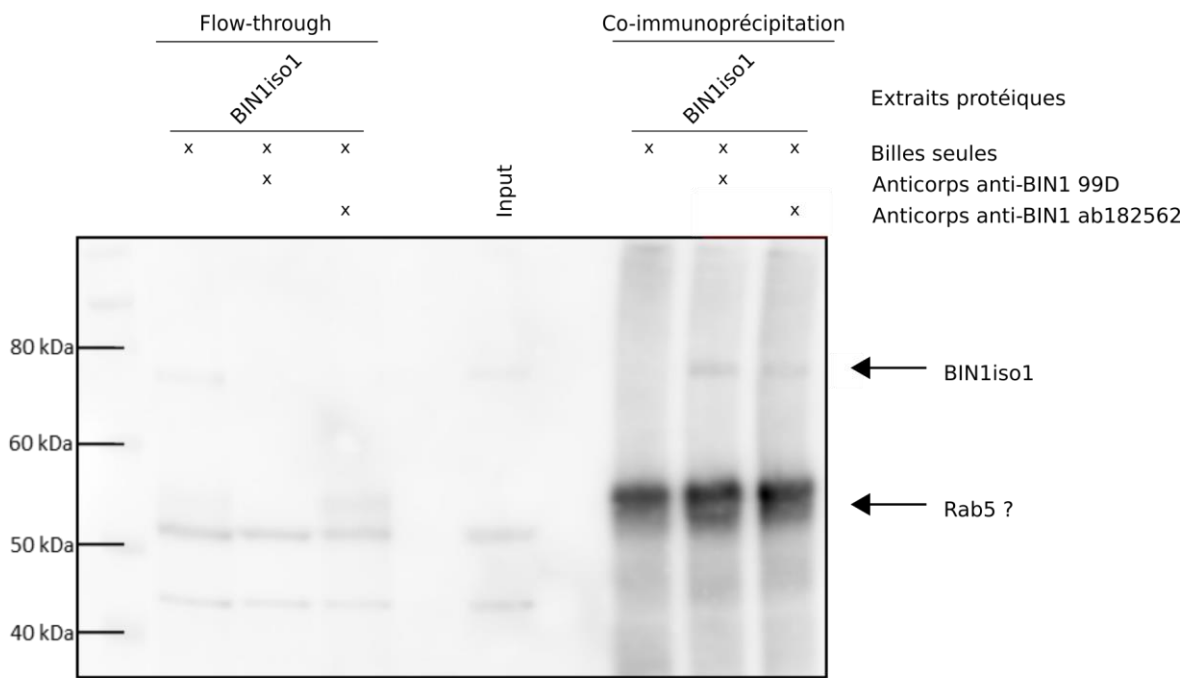 Flow-through
Co-immunoprécipitation
BIN1iso1
BIN1iso1
Extraits protéiques
x x x
x x x
Billes seules
x
x
Anticorps anti-BIN1 99D
x
x
Anticorps anti-BIN1 ab182562
Input
80 kDa
BIN1iso1
60 kDa
Rab5 ?
50 kDa
40 kDa